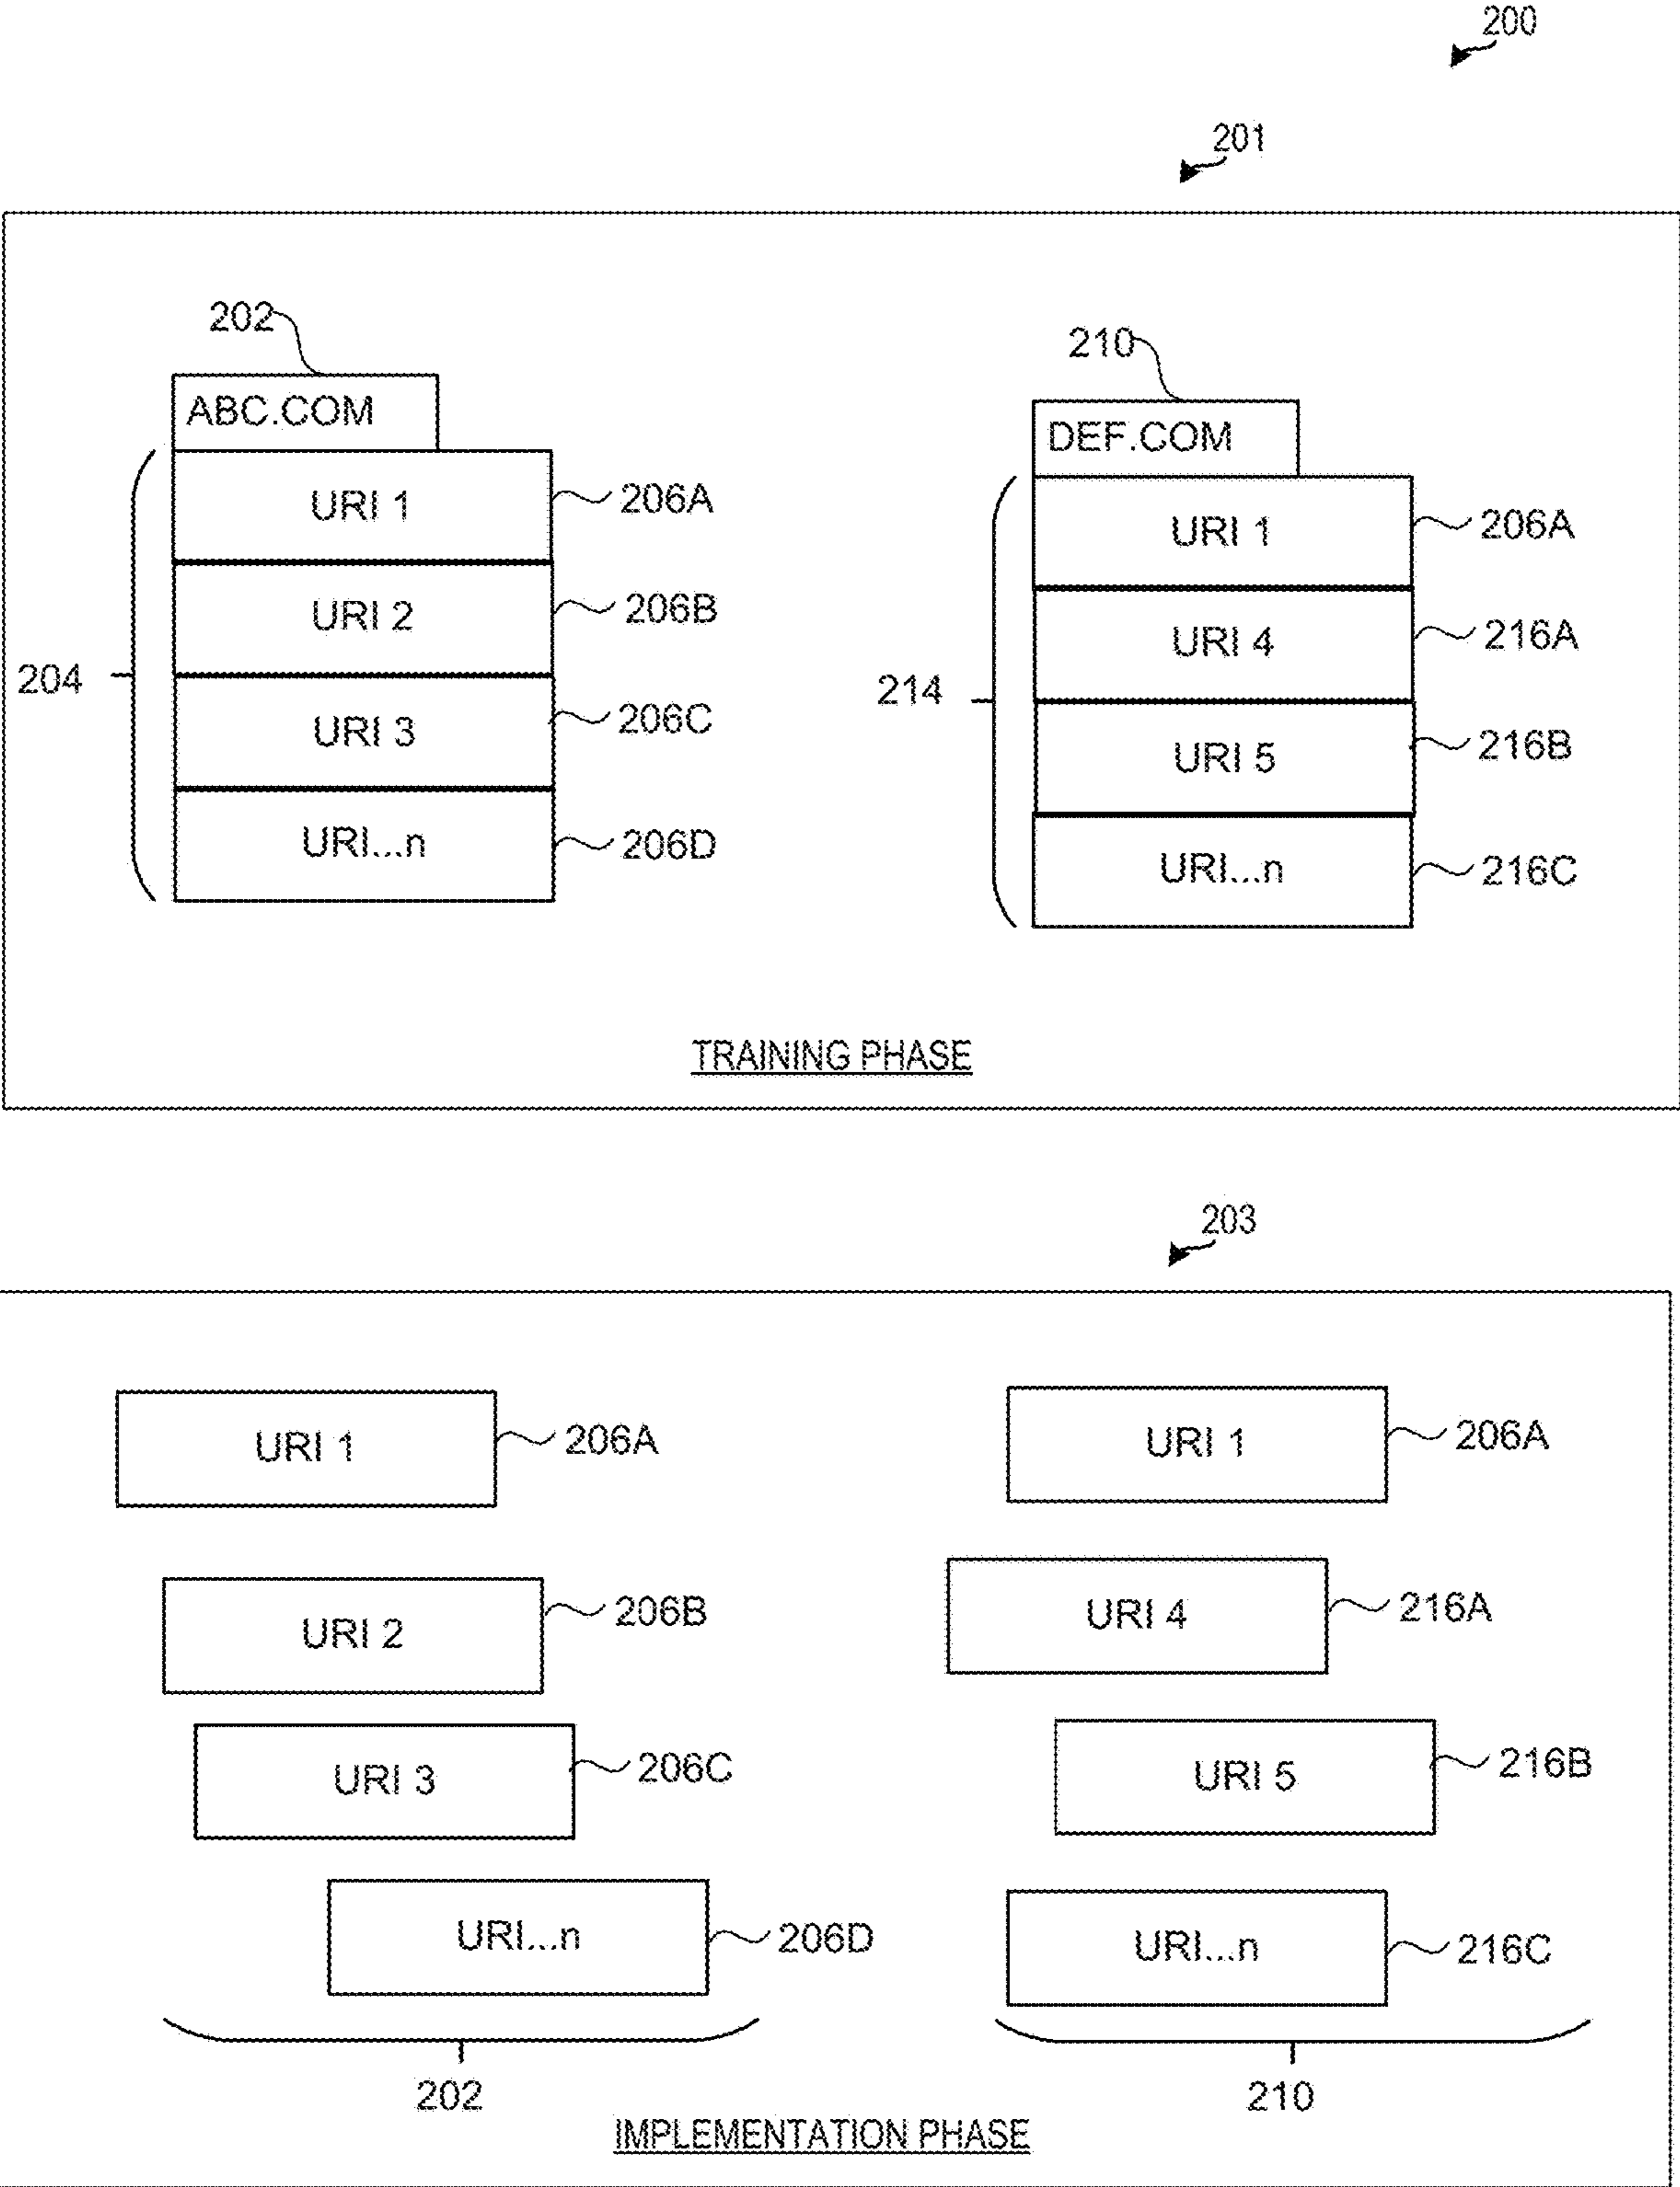 200
201
202
ABC.COM
204
URI 1
206A
URI 2
206B
URI 3
206C
URI...n
206D
210
DEF.COM
214
URI 1
206A
URI 4
216A
URI 5
216B
URI...n
216C
TRAINING PHASE
203
URI 1
206A
URI 2
206B
URI 3
206C
URI...n
206D
202
URI 1
206A
URI 4
216A
URI 5
216B
URI...n
216C
210
IMPLEMENTATION PHASE